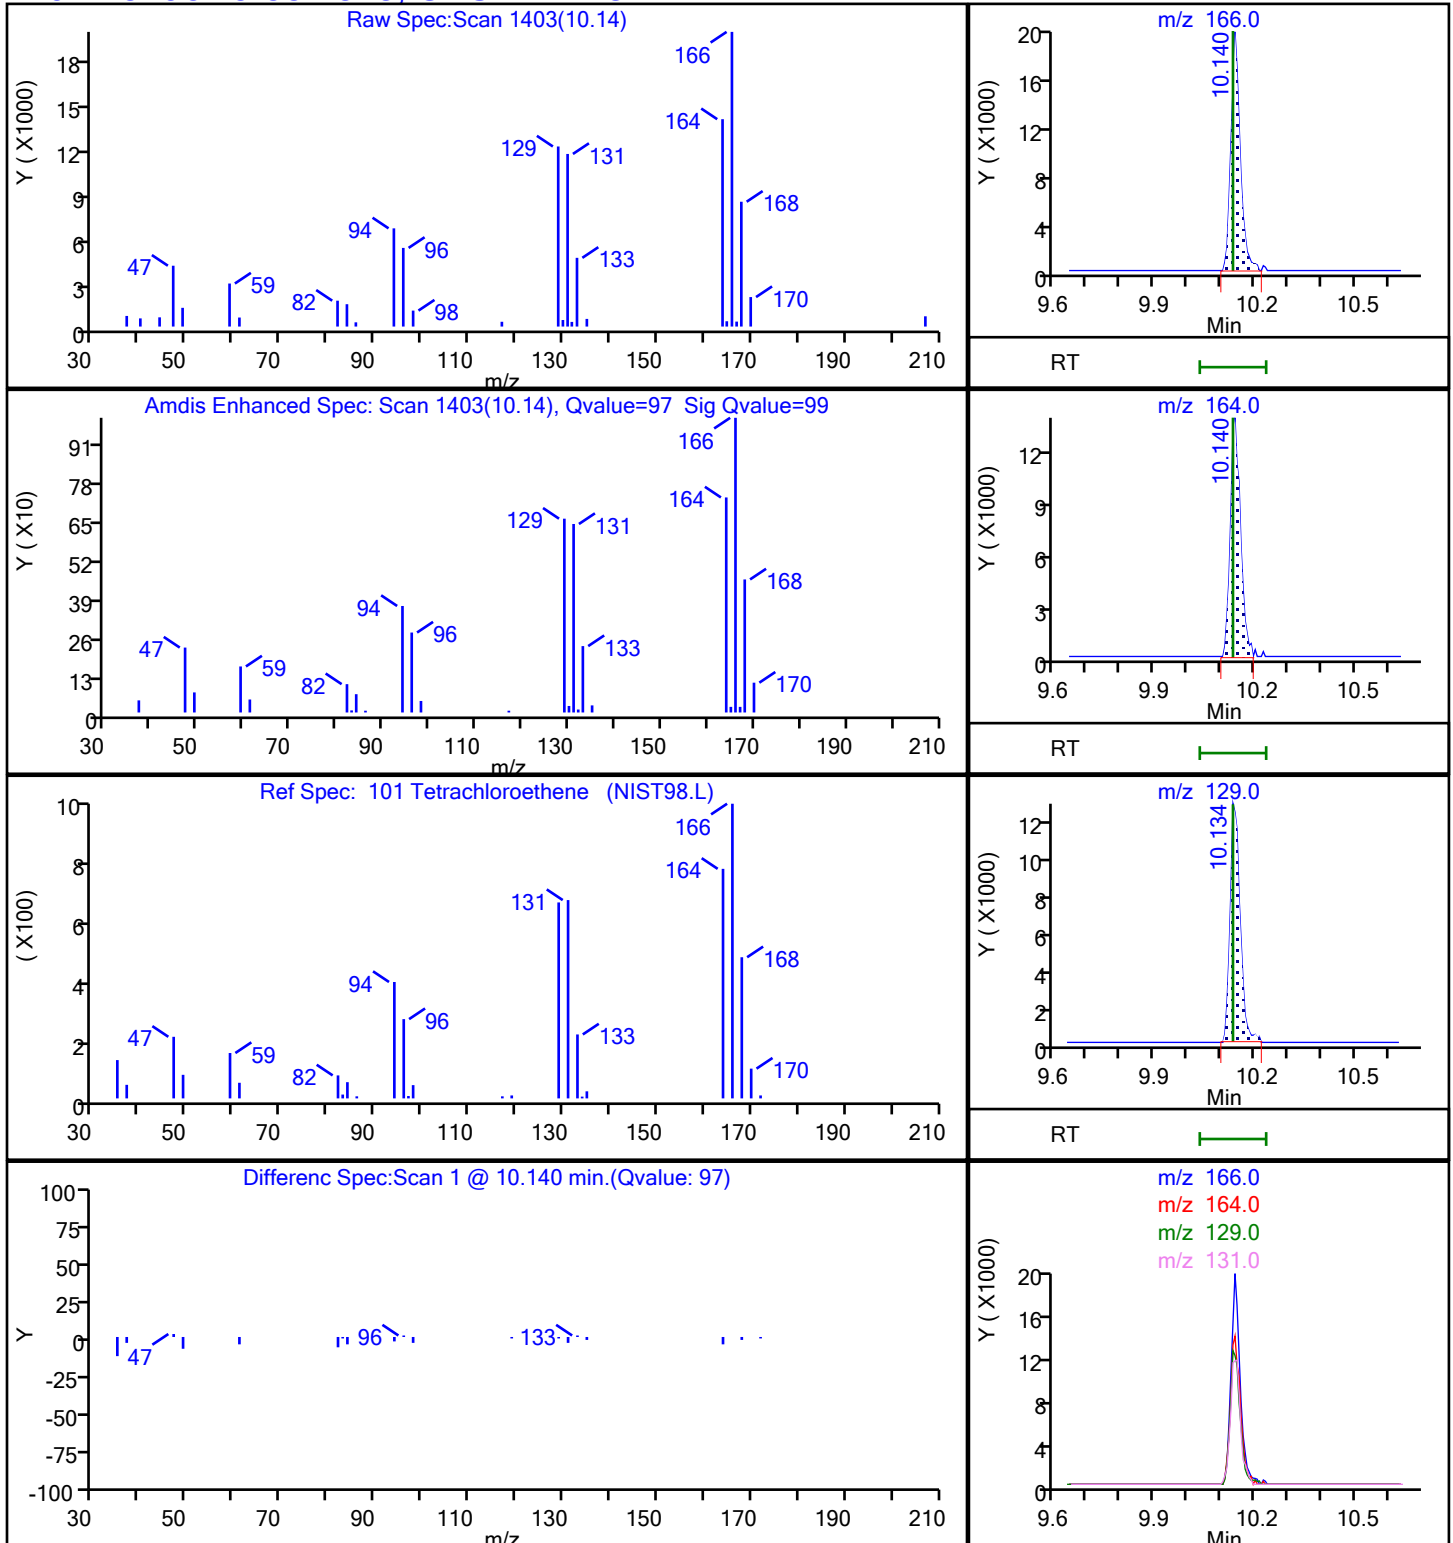 Raw Spec:Scan 1403(10.14)
Y ( X1000)
18
15
12
9
6
3
0
166
164
129
131
168
94
96
133
47
59
82
98
170
30 50 70 90 110 130 150 170 190 210
m/z
m/z 166.0
Y ( X1000)
20
16
12
8
4
0
10.140
9.6 9.9 10.2 10.5
Min
RT
Amdis Enhanced Spec: Scan 1403(10.14), Qvalue=97 Sig Qvalue=99
Y ( X10)
91
78
65
52
39
26
13
0
166
164
129
131
168
94
96
133
47
59
82
170
30 50 70 90 110 130 150 170 190 210
m/z
m/z 164.0
Y ( X1000)
12
9
6
3
0
10.140
9.6 9.9 10.2 10.5
Min
RT
Ref Spec: 101 Tetrachloroethene (NIST98.L)
( X100)
10
8
6
4
2
0
166
164
131
168
94
96
133
47
59
82
170
30 50 70 90 110 130 150 170 190 210
m/z
m/z 129.0
Y ( X1000)
12
10
8
6
4
2
0
10.134
9.6 9.9 10.2 10.5
Min
RT
Differenc Spec:Scan 1 @ 10.140 min.(Qvalue: 97)
Y
100
75
50
25
0
-25
-50
-75
-100
47
96
133
30 50 70 90 110 130 150 170 190 210
m/z
m/z 166.0
m/z 164.0
m/z 129.0
m/z 131.0
Y ( X1000)
20
16
12
8
4
0
9.6 9.9 10.2 10.5
Min